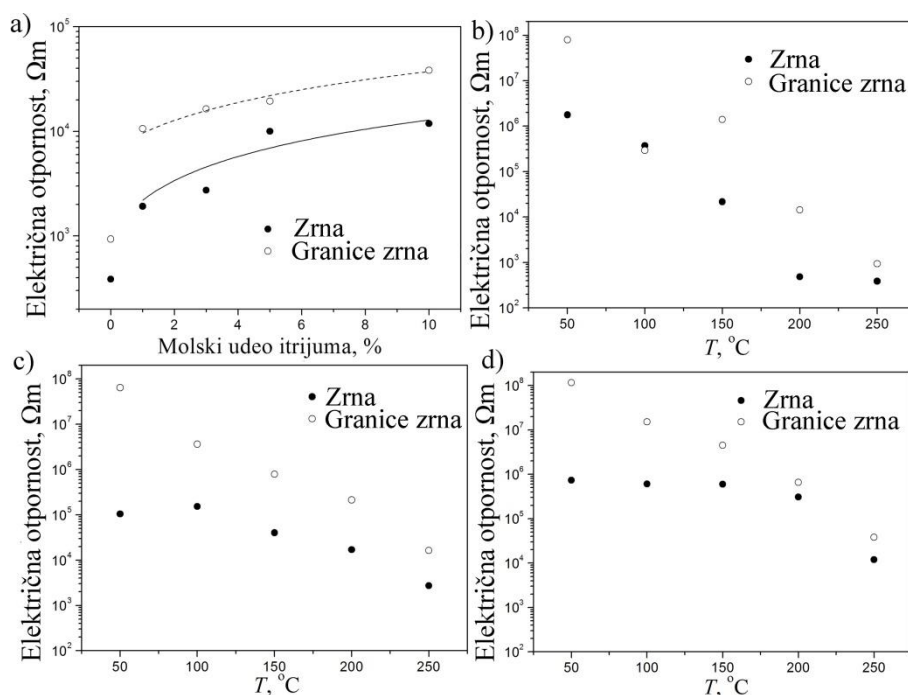 a)
Električna otpornost, Ωm
10^5
10^4
10^3
Zrna
Granice zrna
0 2 4 6 8 10
Molski udeo itrijuma, %
b)
Električna otpornost, Ωm
10^8
10^7
10^6
10^5
10^4
10^3
10^2
Zrna
Granice zrna
50 100 150 200 250
T, °C
c)
Električna otpornost, Ωm
10^8
10^7
10^6
10^5
10^4
10^3
10^2
Zrna
Granice zrna
50 100 150 200 250
T, °C
d)
Električna otpornost, Ωm
10^8
10^7
10^6
10^5
10^4
10^3
10^2
Zrna
Granice zrna
50 100 150 200 250
T, °C